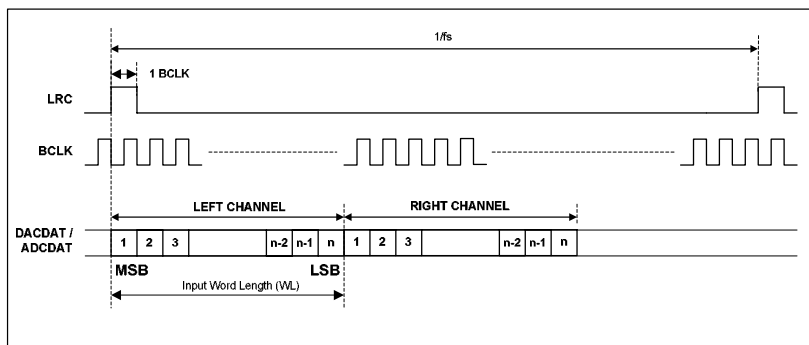 1/fs
1 BCLK
LRC
BCLK
LEFT CHANNEL
RIGHT CHANNEL
DACDAT /
ADCDAT
1 2 3 n-2 n-1 n 1 2 3 n-2 n-1 n
MSB LSB
Input Word Length (WL)